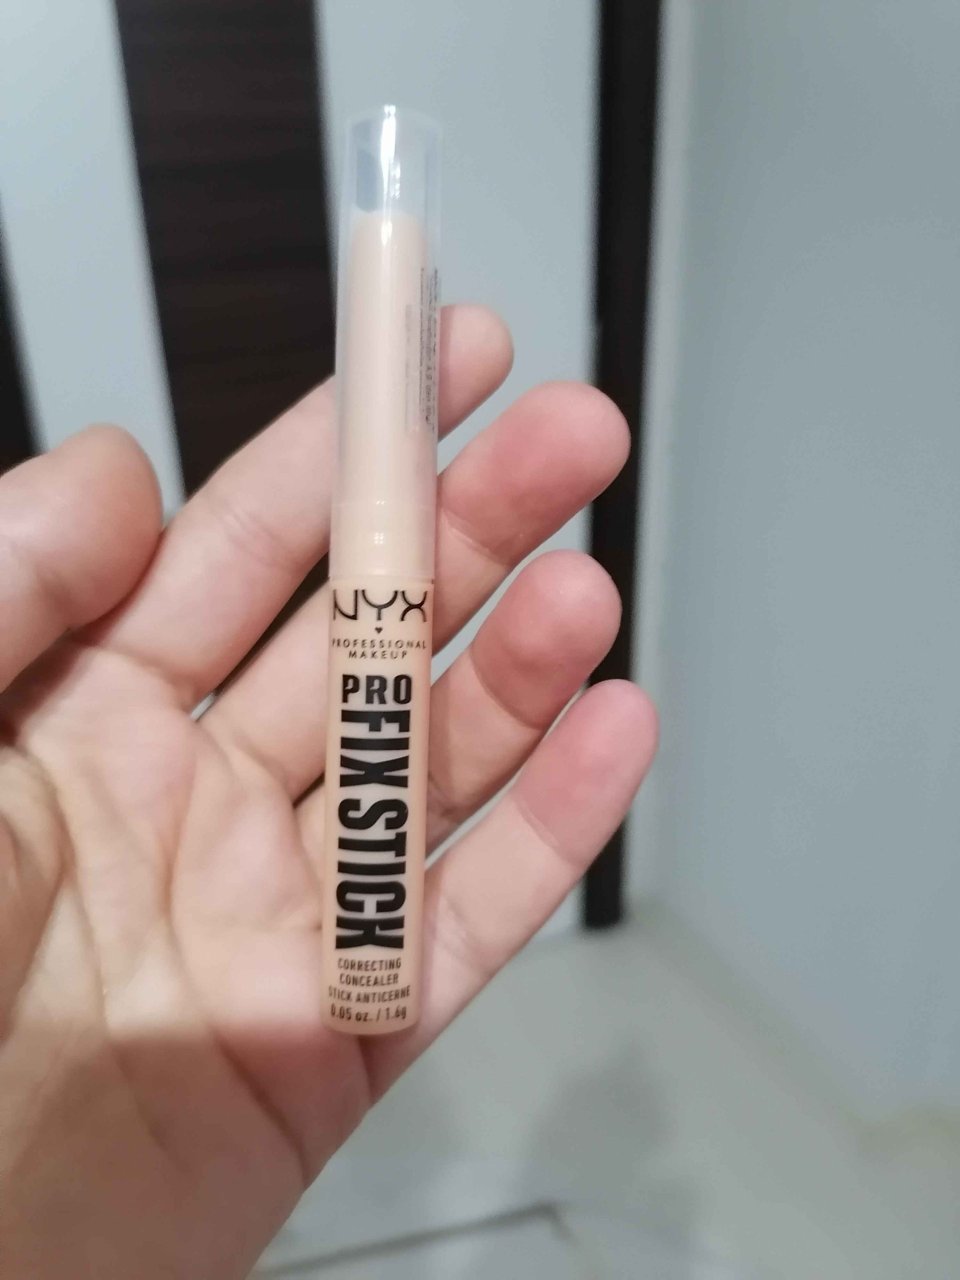 NYX
PROFESSIONAL
MAKEUP
PRO
FIX STICK
CORRECTING
CONCEALER
STICK ANTICERNE
0.05 oz. / 1.6g